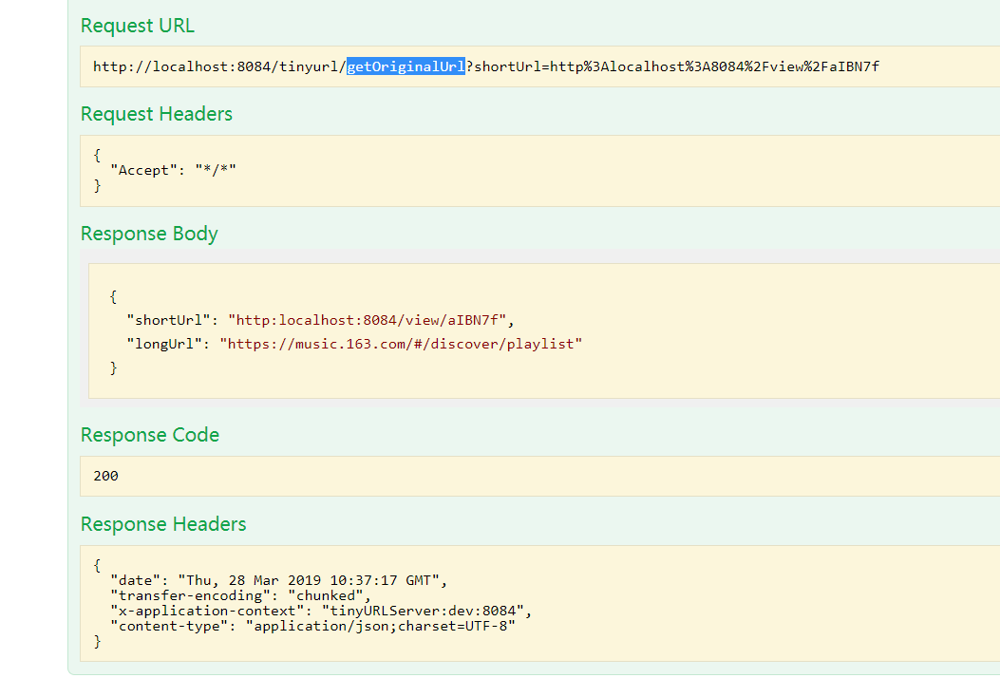 Request URL
http://localhost:8084/tinyurl/getOriginalUrl?shortUrl=http%3Alocalhost%3A8084%2Fview%2FaIBN7f
Request Headers
{
  "Accept": "*/*"
}
Response Body
{
  "shortUrl": "http:localhost:8084/view/aIBN7f",
  "longUrl": "https://music.163.com/#/discover/playlist"
}
Response Code
200
Response Headers
{
  "date": "Thu, 28 Mar 2019 10:37:17 GMT",
  "transfer-encoding": "chunked",
  "x-application-context": "tinyURLServer:dev:8084",
  "content-type": "application/json;charset=UTF-8"
}